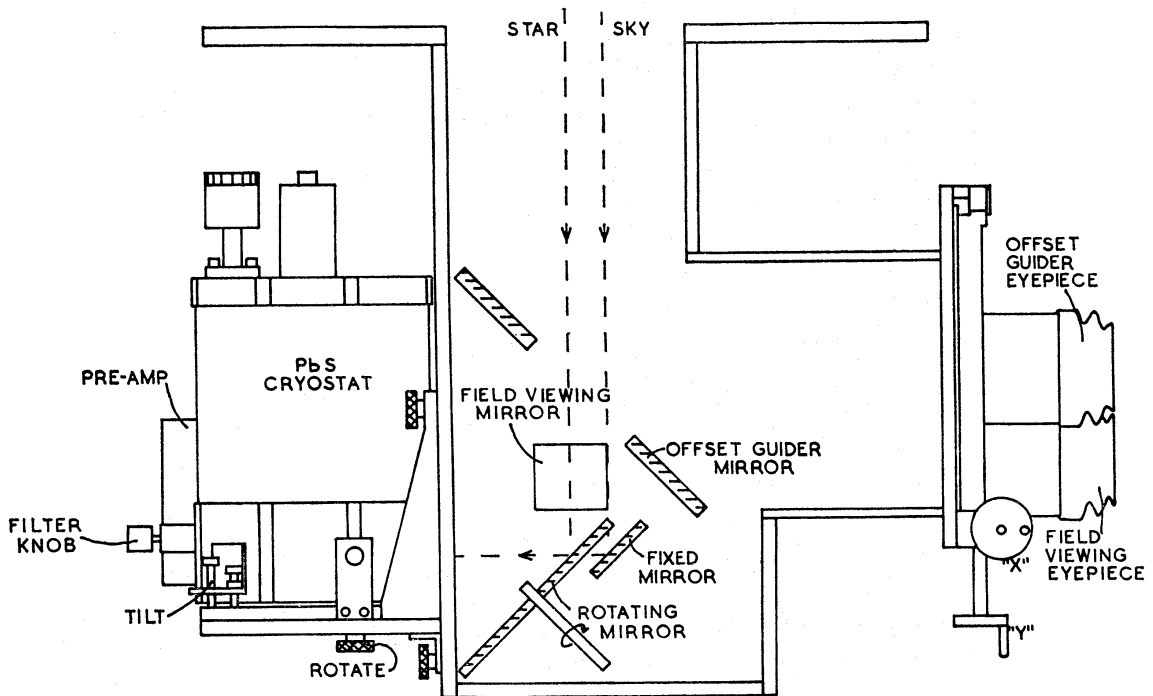 STAR
SKY
OFFSET
GUIDER
EYEPIECE
PbS
CRYOSTAT
PRE-AMP
FIELD VIEWING
MIRROR
OFFSET GUIDER
MIRROR
FILTER
KNOB
FIXED
MIRROR
"X"
FIELD
VIEWING
EYEPIECE
TILT
ROTATING
MIRROR
"Y"
ROTATE